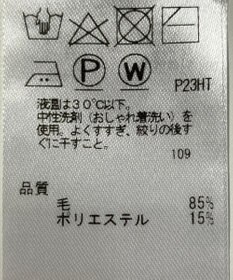 P W
P23HT
液温は30℃以下。
中性洗剤（おしゃれ着洗い）を
使用。よくすすぎ、絞りの後す
ぐに干すこと。
109
品質
毛 85%
ポリエステル 15%